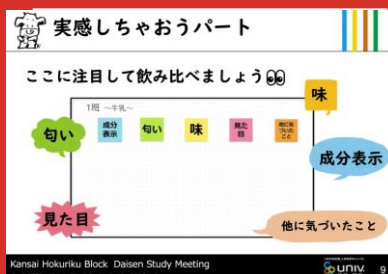 実感しちゃおうパート
ここに注目して飲み比べましょう👀
味
1班 ～牛乳～
匂い
成分表示
匂い
味
見た目
他に気づいたこと
成分表示
見た目
他に気づいたこと
Kansai Hokuriku Block Daisen Study Meeting
univ.
9